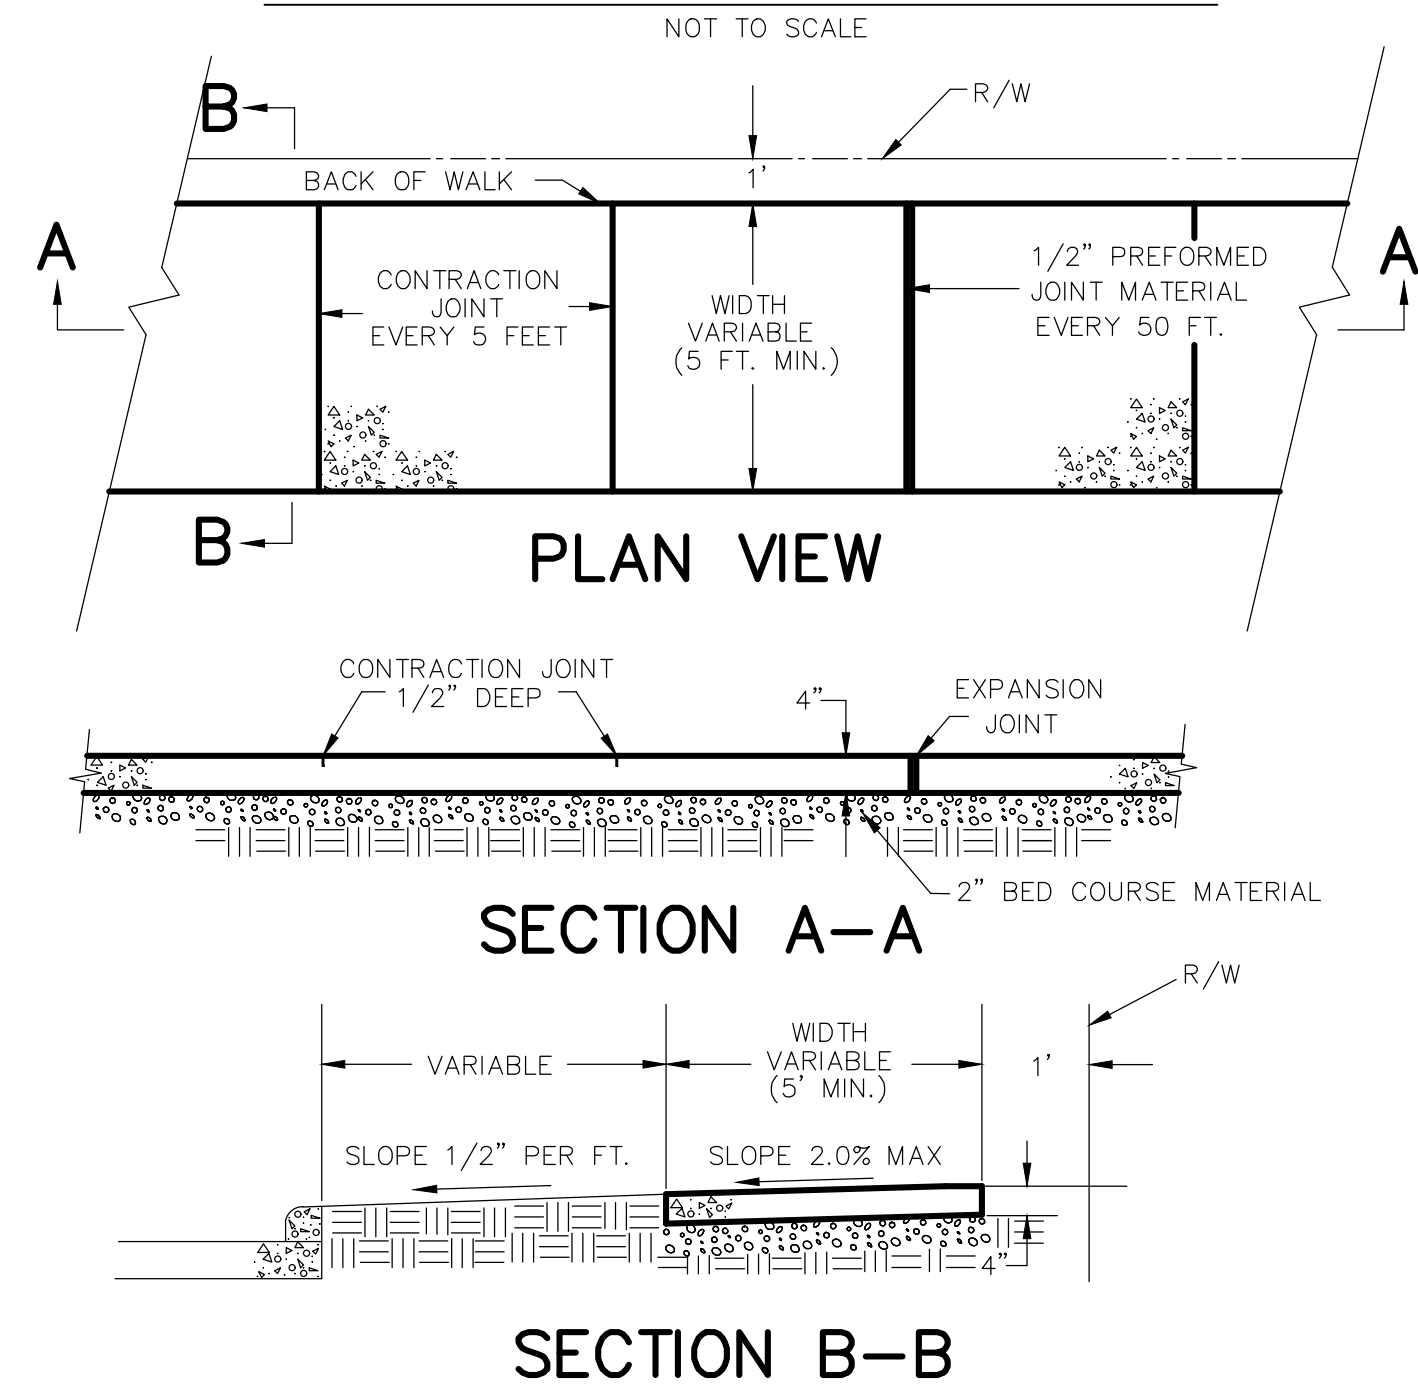 NOT TO SCALE
B
R/W
1'
BACK OF WALK
A
A
CONTRACTION
JOINT
EVERY 5 FEET
WIDTH
VARIABLE
(5 FT. MIN.)
1/2" PREFORMED
JOINT MATERIAL
EVERY 50 FT.
B
PLAN VIEW
CONTRACTION JOINT
1/2" DEEP
4"
EXPANSION
JOINT
2" BED COURSE MATERIAL
SECTION A-A
R/W
VARIABLE
WIDTH
VARIABLE
(5' MIN.)
1'
SLOPE 1/2" PER FT.
SLOPE 2.0% MAX
4"
SECTION B-B